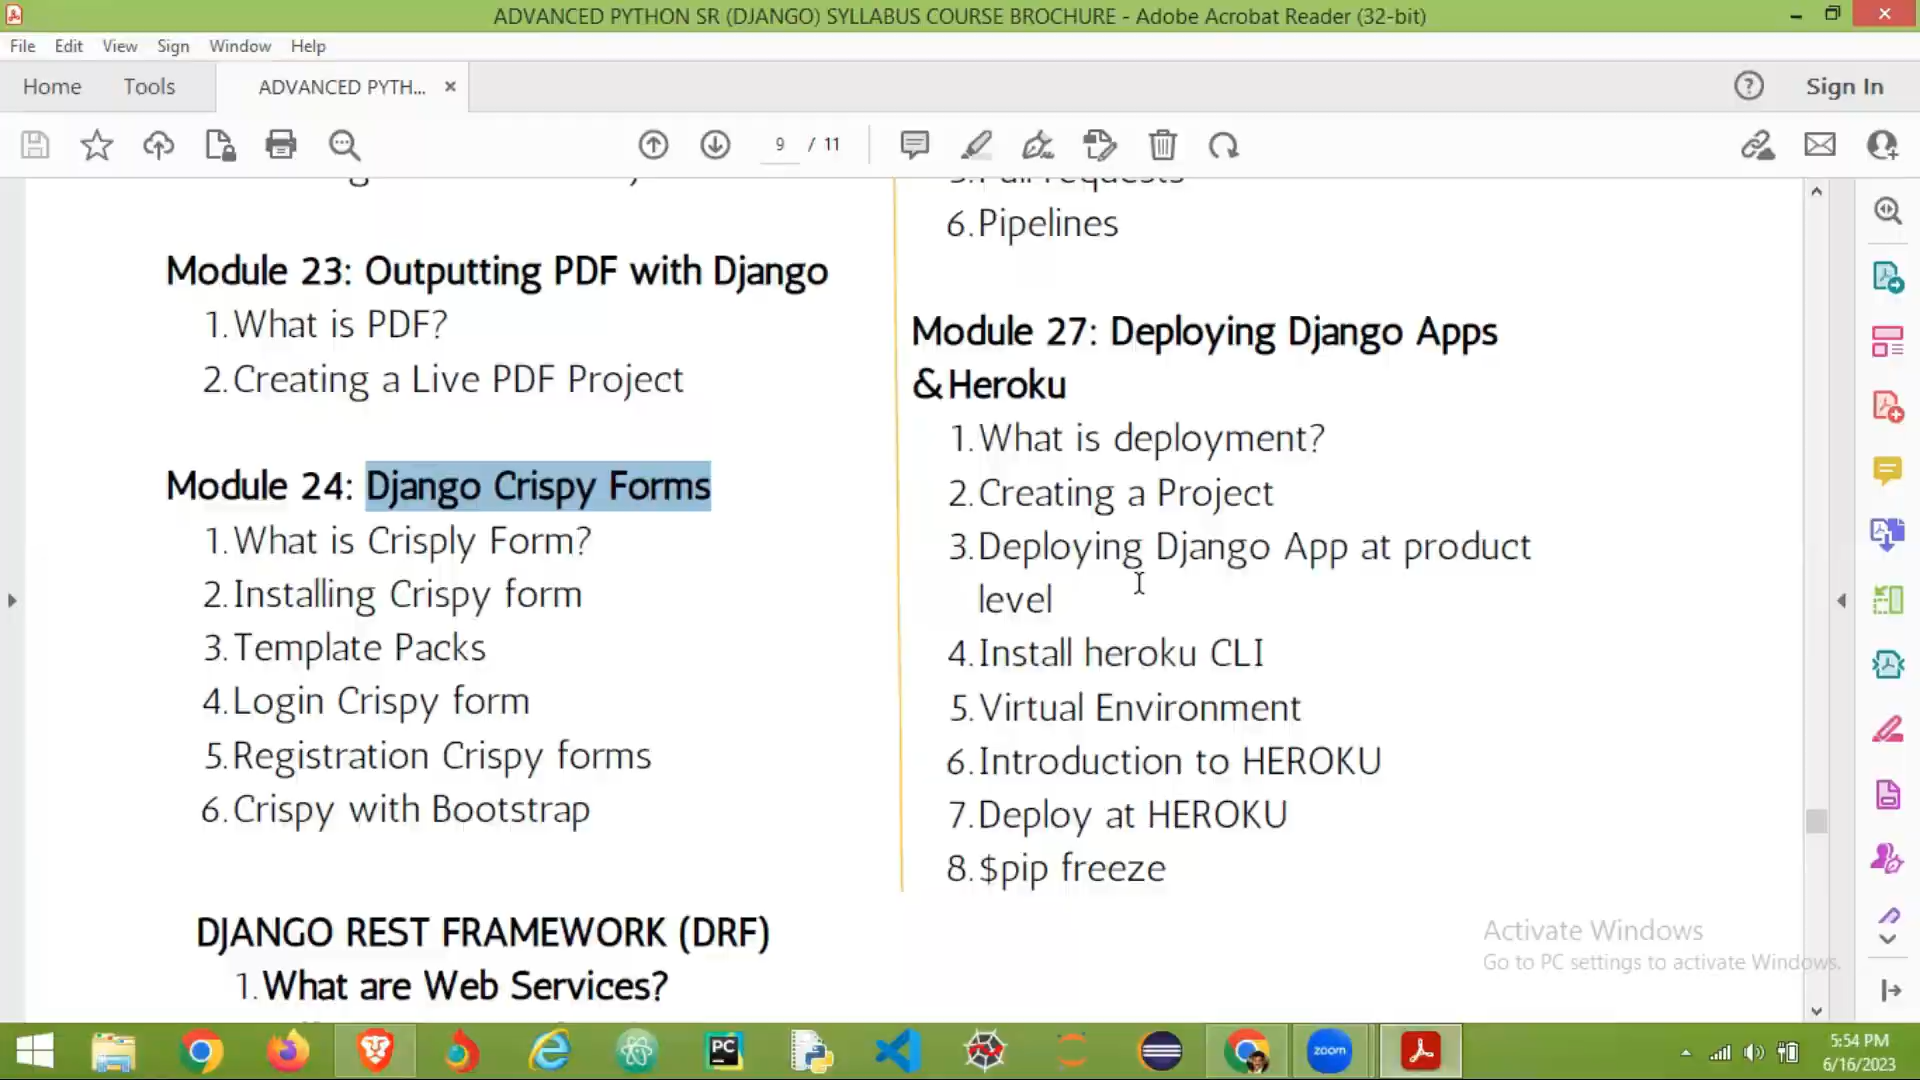 ADVANCED PYTHON SR (DJANGO) SYLLABUS COURSE BROCHURE - Adobe Acrobat Reader (32-bit)
File Edit View Sign Window Help
Home Tools ADVANCED PYTH... × Sign In
9 / 11
6.Pipelines
Module 23: Outputting PDF with Django
1.What is PDF?
2.Creating a Live PDF Project
Module 24: Django Crispy Forms
1.What is Crisply Form?
2.Installing Crispy form
3.Template Packs
4.Login Crispy form
5.Registration Crispy forms
6.Crispy with Bootstrap
DJANGO REST FRAMEWORK (DRF)
1.What are Web Services?
Module 27: Deploying Django Apps
&Heroku
1.What is deployment?
2.Creating a Project
3.Deploying Django App at product
level
4.Install heroku CLI
5.Virtual Environment
6.Introduction to HEROKU
7.Deploy at HEROKU
8.$pip freeze
Activate Windows
Go to PC settings to activate Windows.
PC
zoom
5:54 PM
6/16/2023